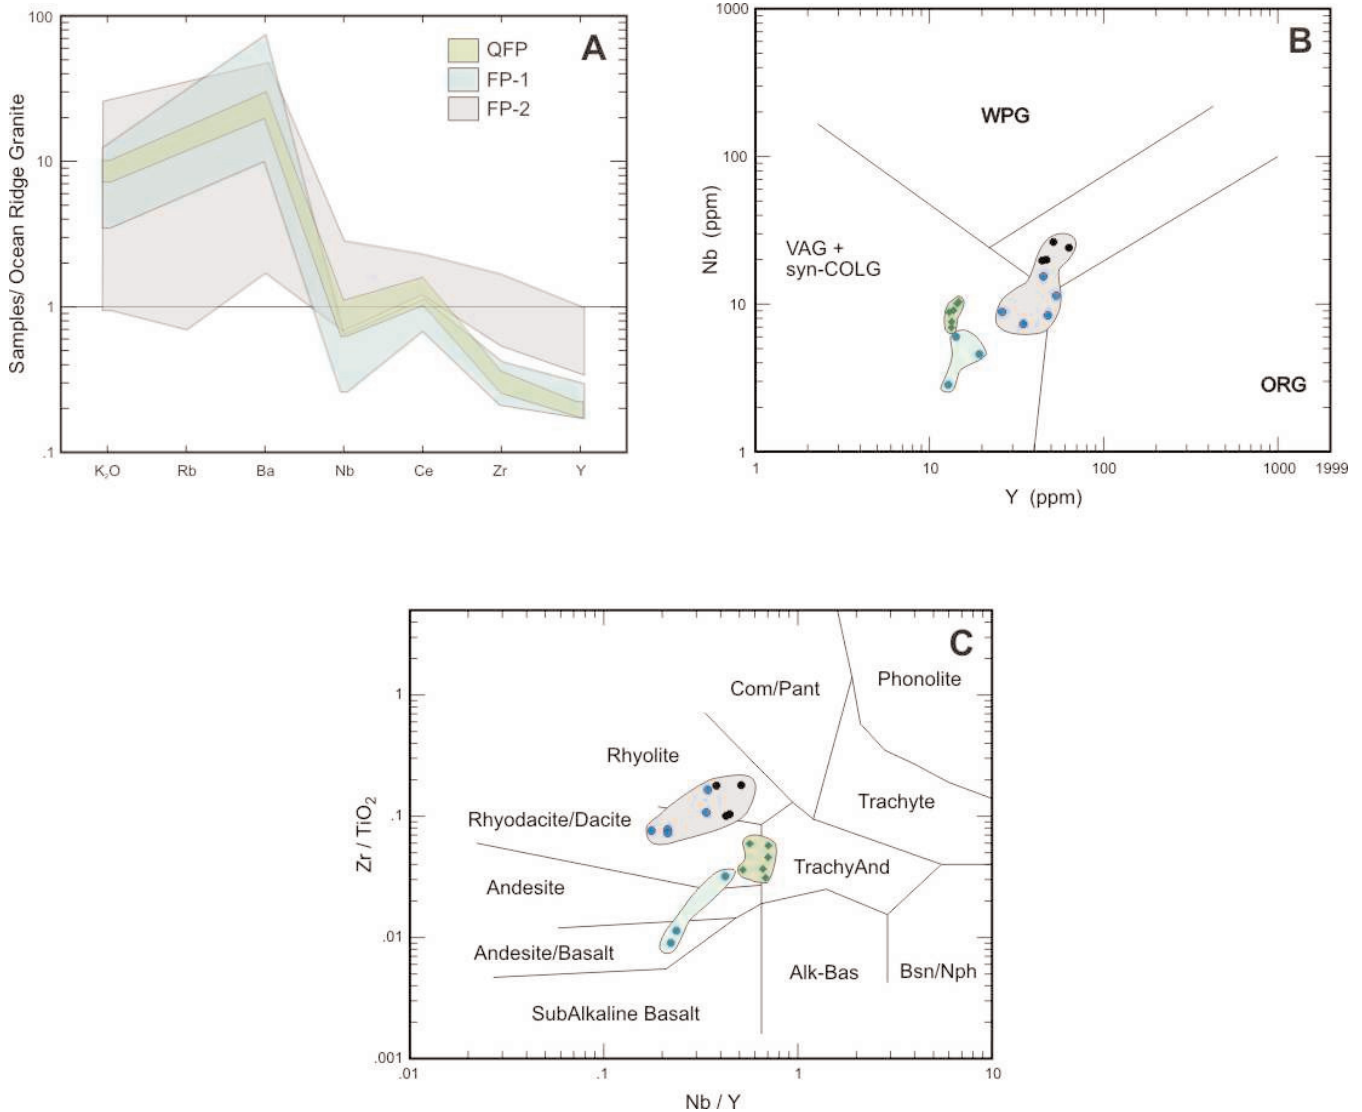 A
QFP
FP-1
FP-2
Samples/ Ocean Ridge Granite
100
10
1
.1
K₂O Rb Ba Nb Ce Zr Y
B
WPG
VAG +
syn-COLG
ORG
Nb (ppm)
1000
100
10
1
1 10 100 1000 1999
Y (ppm)
C
Com/Pant
Phonolite
Rhyolite
Trachyte
Rhyodacite/Dacite
TrachyAnd
Andesite
Andesite/Basalt
Alk-Bas
Bsn/Nph
SubAlkaline Basalt
Zr / TiO₂
1
.1
.01
.001
.01 .1 1 10
Nb / Y